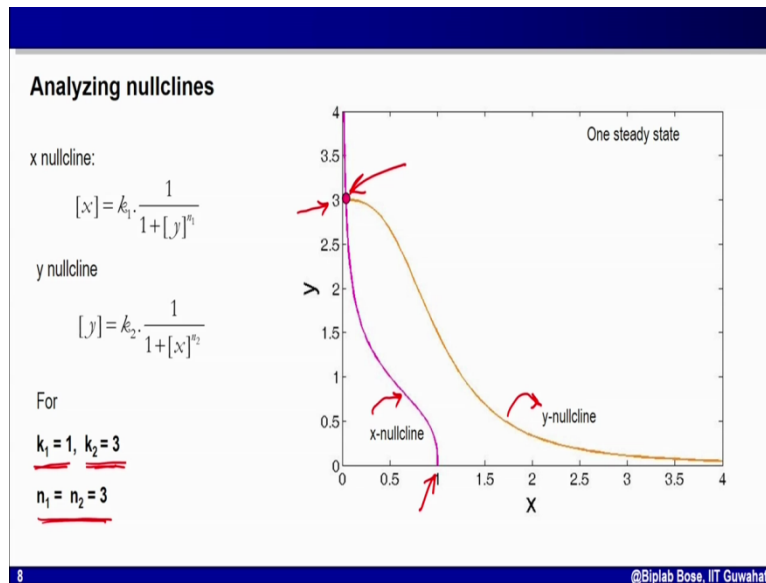 Analyzing nullclines
x nullcline:
[x] = k₁. 1 / 1+[y]^n₁
y nullcline
[y] = k₂. 1 / 1+[x]^n₂
For
k₁ = 1, k₂ = 3
n₁ = n₂ = 3
One steady state
4
3.5
3
2.5
2
1.5
1
0.5
0
y
x-nullcline
y-nullcline
0 0.5 1 1.5 2 2.5 3 3.5 4
X
8
@Biplab Bose, IIT Guwaha